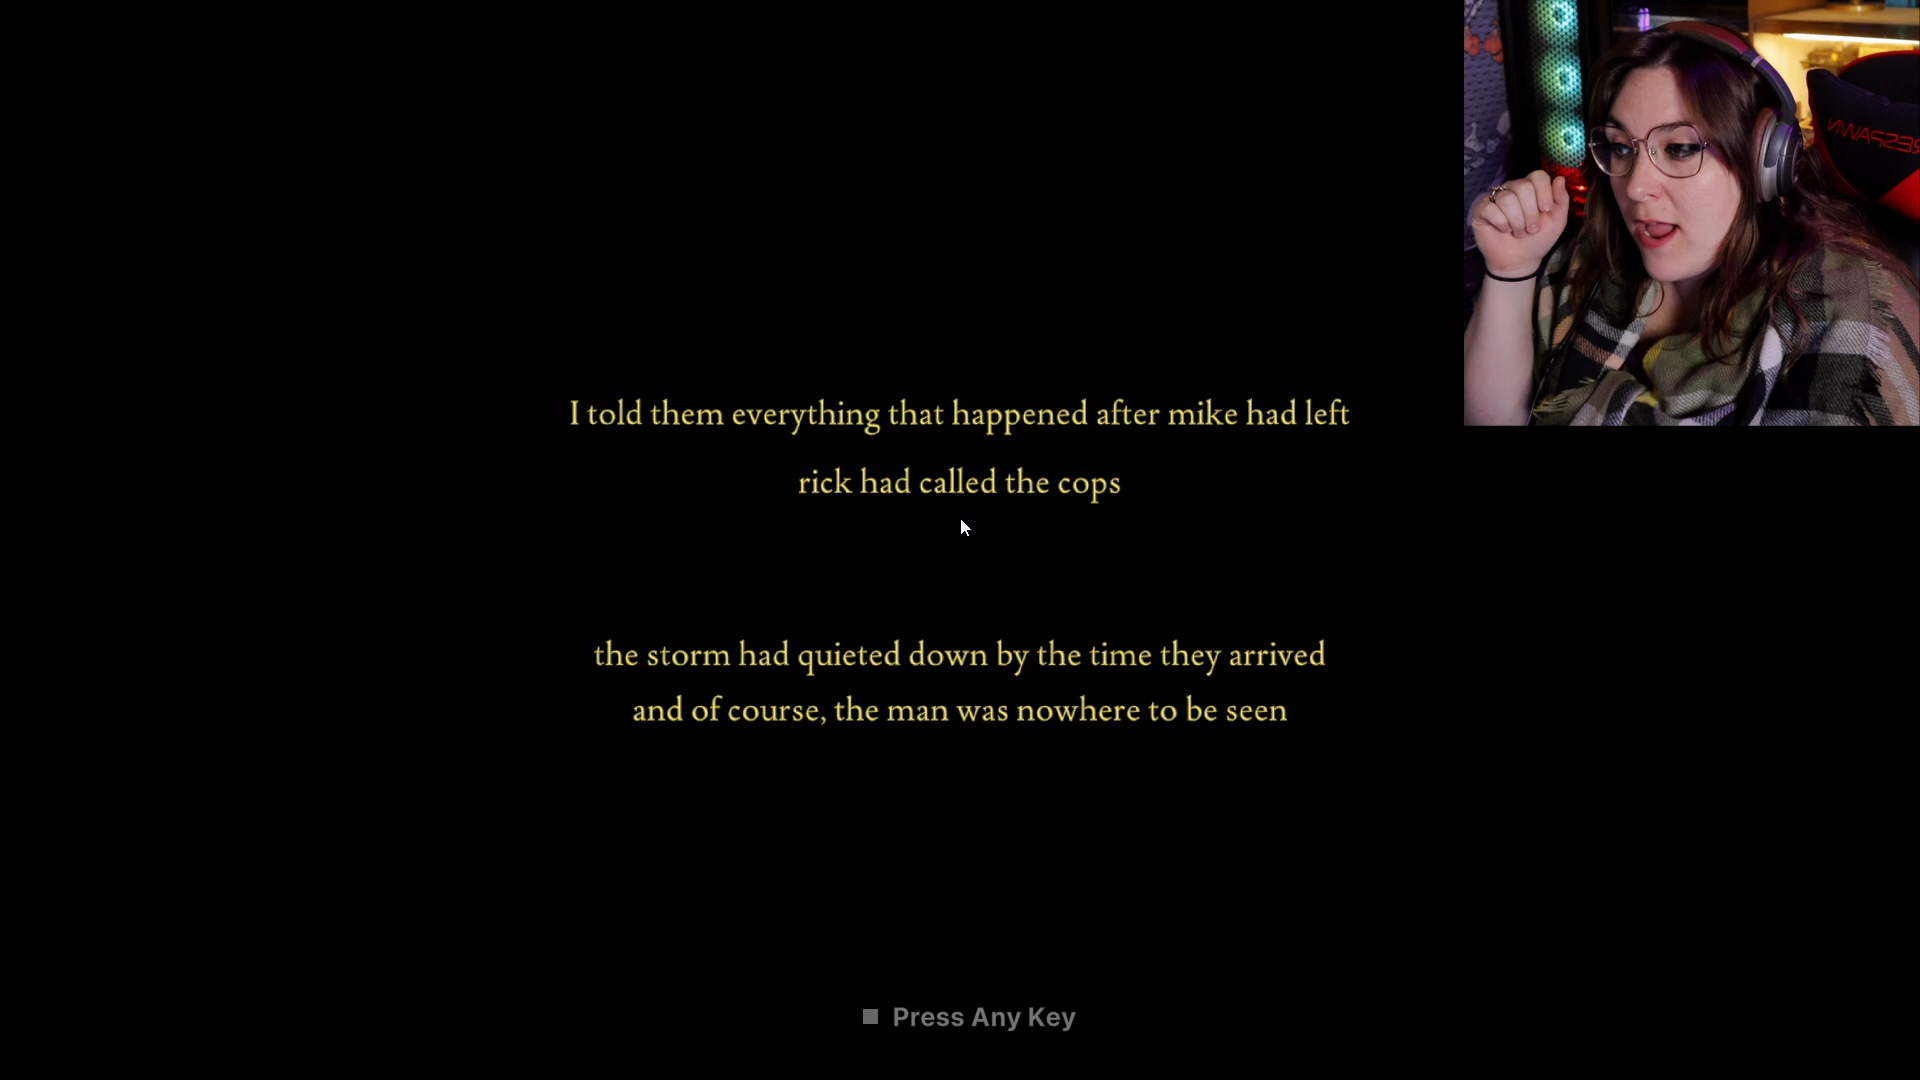 I told them everything that happened after mike had left
rick had called the cops
the storm had quieted down by the time they arrived
and of course, the man was nowhere to be seen
Press Any Key
RESPAWN